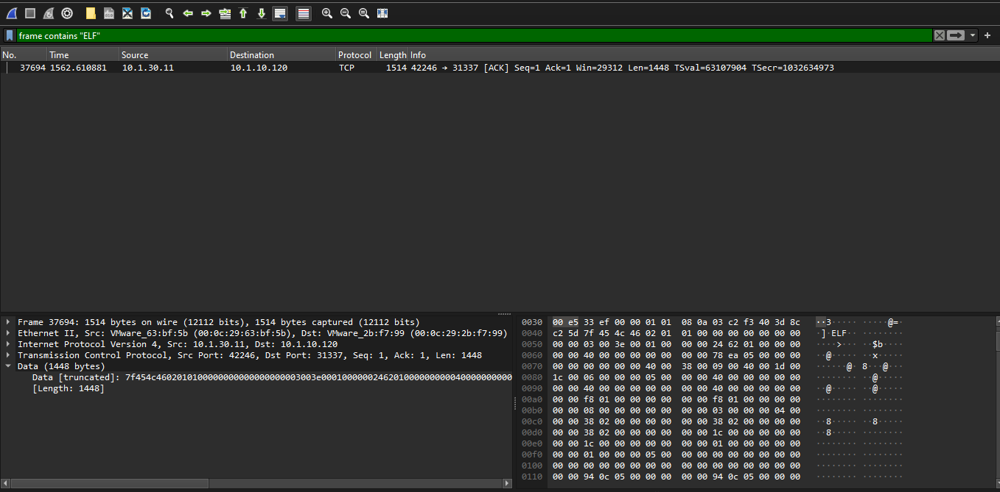 frame contains "ELF"
No. Time Source Destination Protocol Length Info
37694 1562.610881 10.1.30.11 10.1.10.120 TCP 1514 42246 → 31337 [ACK] Seq=1 Ack=1 Win=29312 Len=1448 TSval=63107904 TSecr=1032634973
Frame 37694: 1514 bytes on wire (12112 bits), 1514 bytes captured (12112 bits)
Ethernet II, Src: VMware_63:bf:5b (00:0c:29:63:bf:5b), Dst: VMware_2b:f7:99 (00:0c:29:2b:f7:99)
Internet Protocol Version 4, Src: 10.1.30.11, Dst: 10.1.10.120
Transmission Control Protocol, Src Port: 42246, Dst Port: 31337, Seq: 1, Ack: 1, Len: 1448
Data (1448 bytes)
Data [truncated]: 7f454c4602010100000000000000000003003e0001000000246201000000000040000000000
[Length: 1448]
0030 00 e5 33 ef 00 00 01 01 08 0a 03 c2 f3 40 3d 8c ··3····· ·····@=·
0040 c2 5d 7f 45 4c 46 02 01 01 00 00 00 00 00 00 00 ·]·ELF·· ········
0050 00 00 03 00 3e 00 01 00 00 00 24 62 01 00 00 00 ····>··· ··$b····
0060 00 00 40 00 00 00 00 00 00 00 78 ea 05 00 00 00 ··@····· ··x·····
0070 00 00 00 00 00 00 40 00 38 00 09 00 40 00 1d 00 ······@· 8···@···
0080 1c 00 06 00 00 00 05 00 00 00 40 00 00 00 00 00 ········ ··@·····
0090 00 00 40 00 00 00 00 00 00 00 40 00 00 00 00 00 ··@····· ··@·····
00a0 00 00 f8 01 00 00 00 00 00 00 f8 01 00 00 00 00 ········ ········
00b0 00 00 08 00 00 00 00 00 00 00 03 00 00 00 04 00 ········ ········
00c0 00 00 38 02 00 00 00 00 00 00 38 02 00 00 00 00 ··8····· ··8·····
00d0 00 00 38 02 00 00 00 00 00 00 1c 00 00 00 00 00 ··8····· ········
00e0 00 00 1c 00 00 00 00 00 00 00 01 00 00 00 00 00 ········ ········
00f0 00 00 01 00 00 00 05 00 00 00 00 00 00 00 00 00 ········ ········
0100 00 00 00 00 00 00 00 00 00 00 00 00 00 00 00 00 ········ ········
0110 00 00 94 0c 05 00 00 00 00 00 94 0c 05 00 00 00 ········ ········